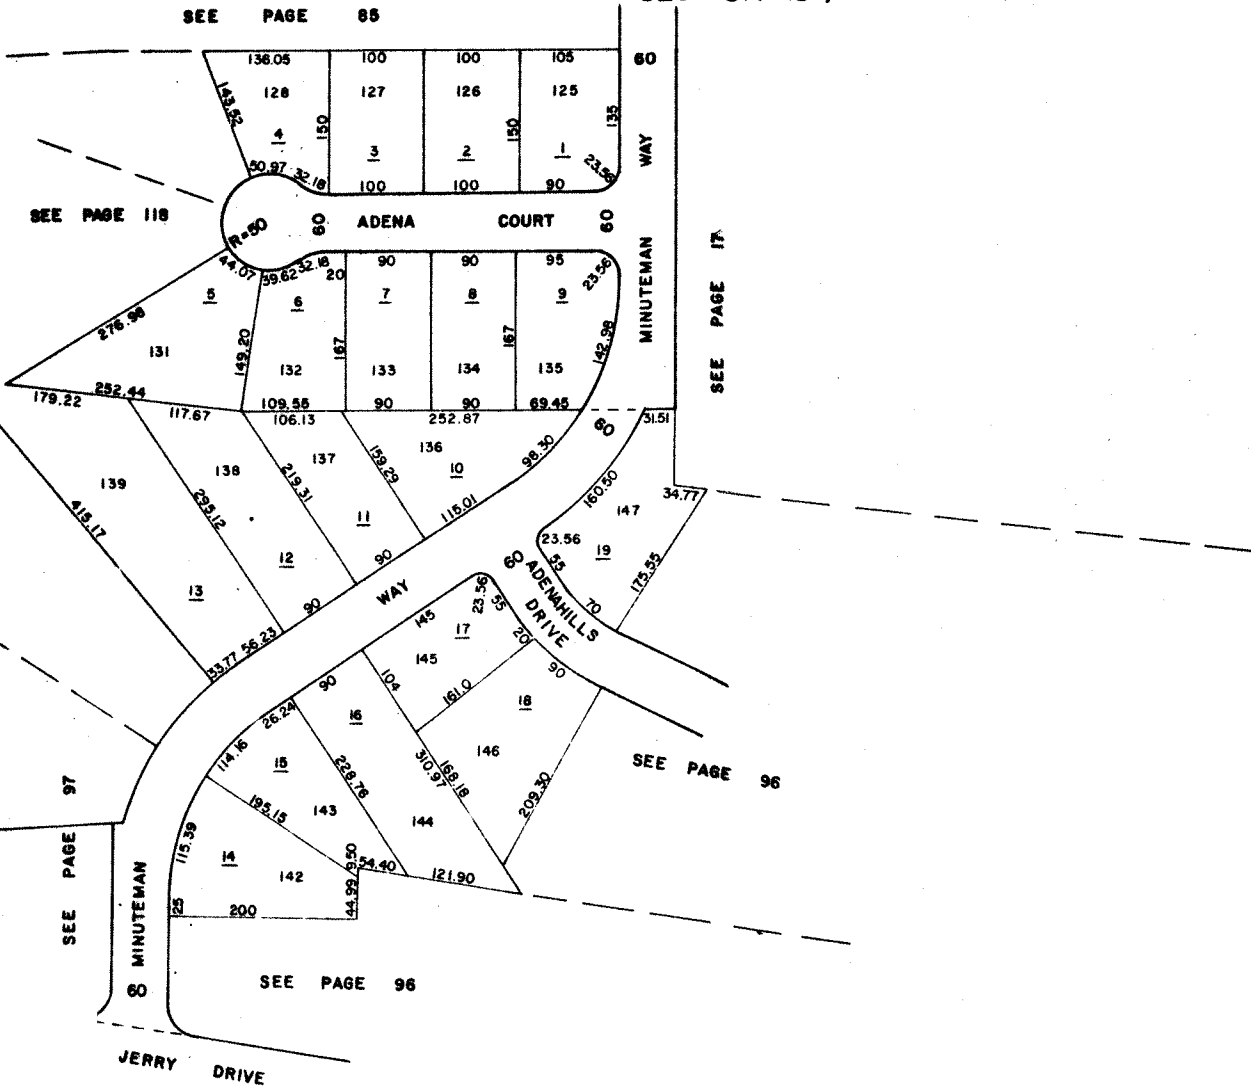 SEE PAGE 85
136.05 100 100 105 60
128 127 126 125
143.52 150 150 135
4 3 2 1
50.97 32.18 100 100 90 23.56
WAY
SEE PAGE 118
R=50 60 ADENA COURT 60
MINUTEMAN
SEE PAGE 17
44.07 39.62 32.18 20 90 90 95 23.56
5 6 7 8 9
276.98 149.20 167 167 142.98
131 132 133 134 135
179.22 252.44 117.67 109.55 90 90 69.45
106.13 252.87 60 31.51
139 138 137 136
415.17 295.12 219.31 159.29 98.30
10 115.01 160.50 34.77
147
11 23.56 19
13 12 90 55 175.55
60 ADENAHILLS DRIVE 70
90 WAY 23.56 55
33.77 56.23 145 17 20
145 90
90 104 161.0
26.24 16 18
114.16 15 146
228.76 310.97 168.18
SEE PAGE 96
195.15 143 144 209.30
SEE PAGE 97
115.39 14 142 9.50 54.40 121.90
25 200 44.99
MINUTEMAN
60
SEE PAGE 96
JERRY DRIVE